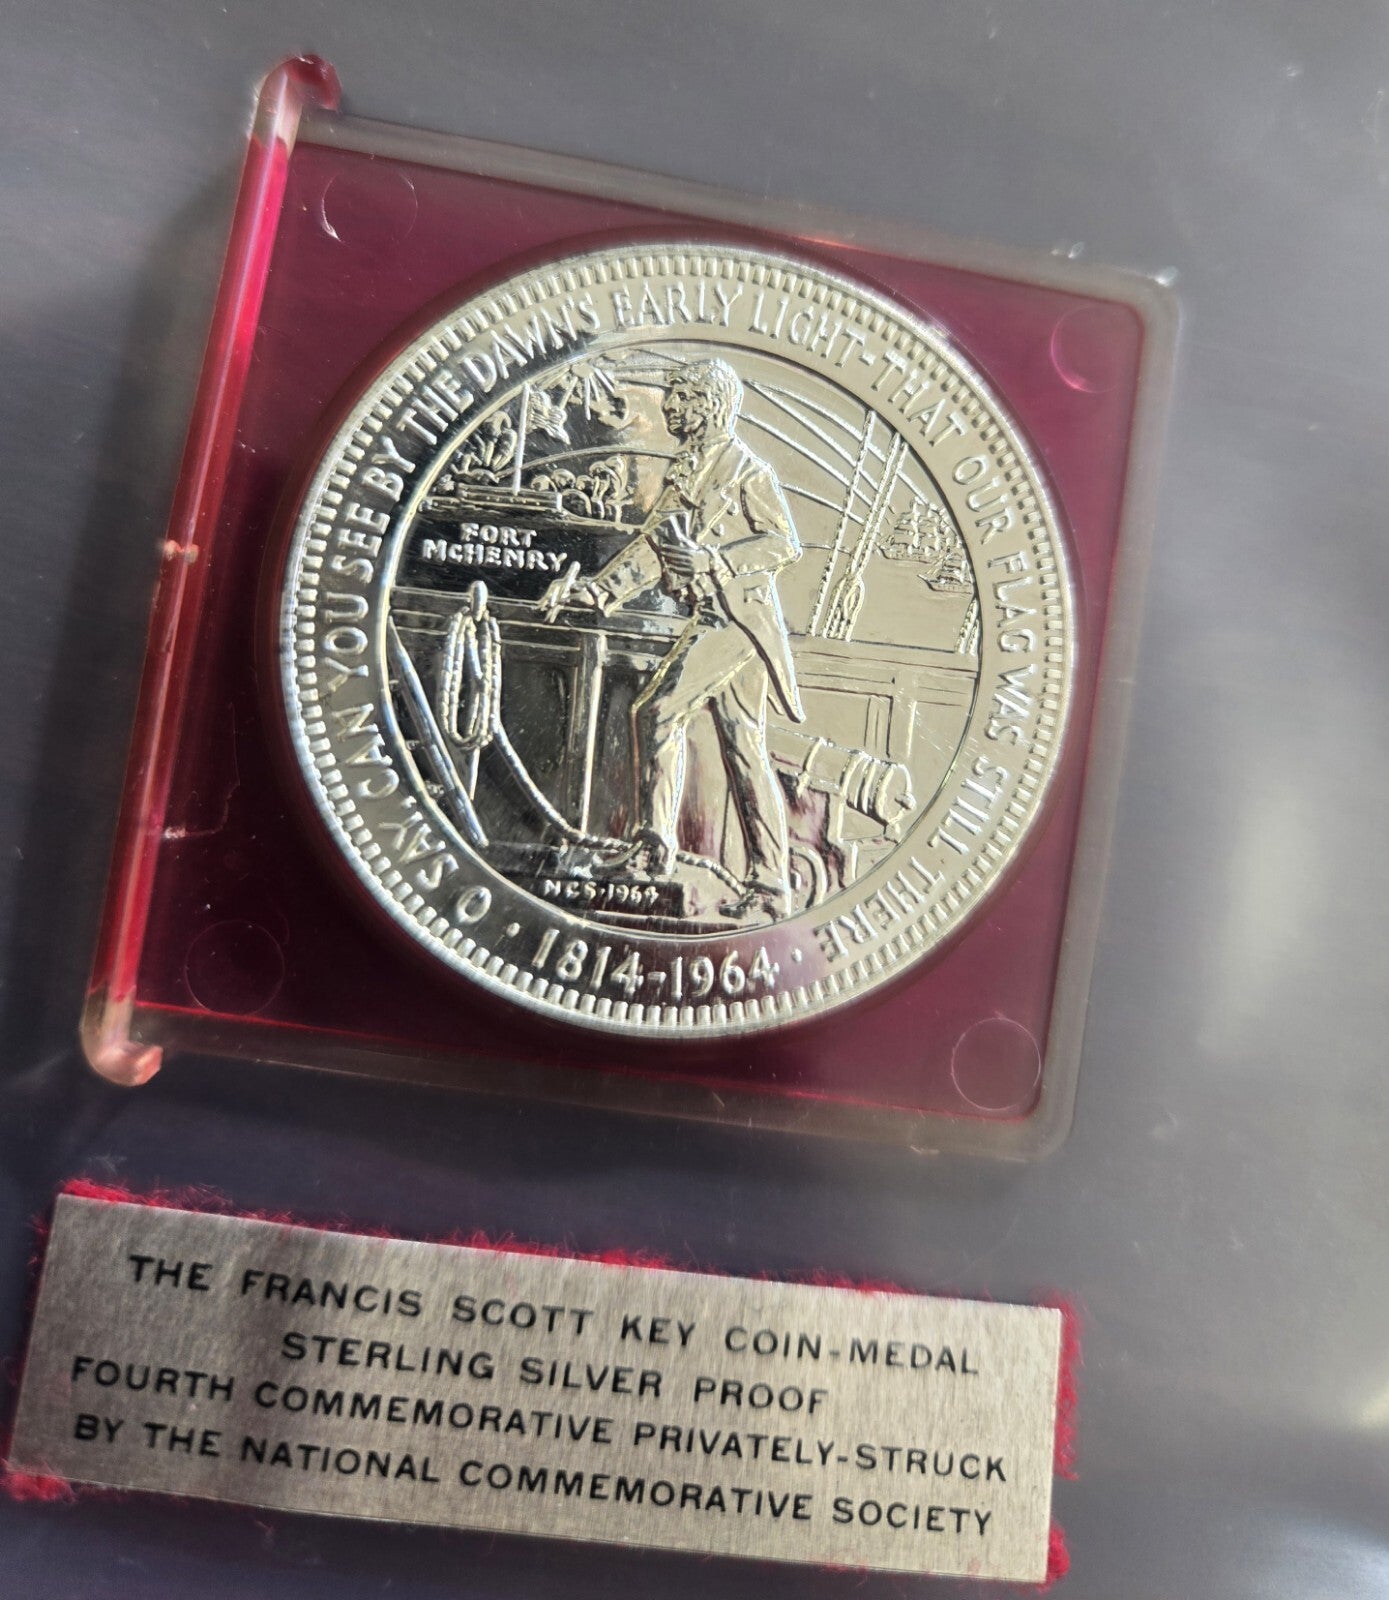 O SAY, CAN YOU SEE BY THE DAWN'S EARLY LIGHT-THAT OUR FLAG WAS STILL THERE
· 1814-1964 ·
FORT
McHENRY
NCS·1964
THE FRANCIS SCOTT KEY COIN-MEDAL
STERLING SILVER PROOF
FOURTH COMMEMORATIVE PRIVATELY-STRUCK
BY THE NATIONAL COMMEMORATIVE SOCIETY